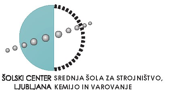 ŠOLSKI CENTER SREDNJA ŠOLA ZA STROJNIŠTVO,
LJUBLJANA KEMIJO IN VAROVANJE